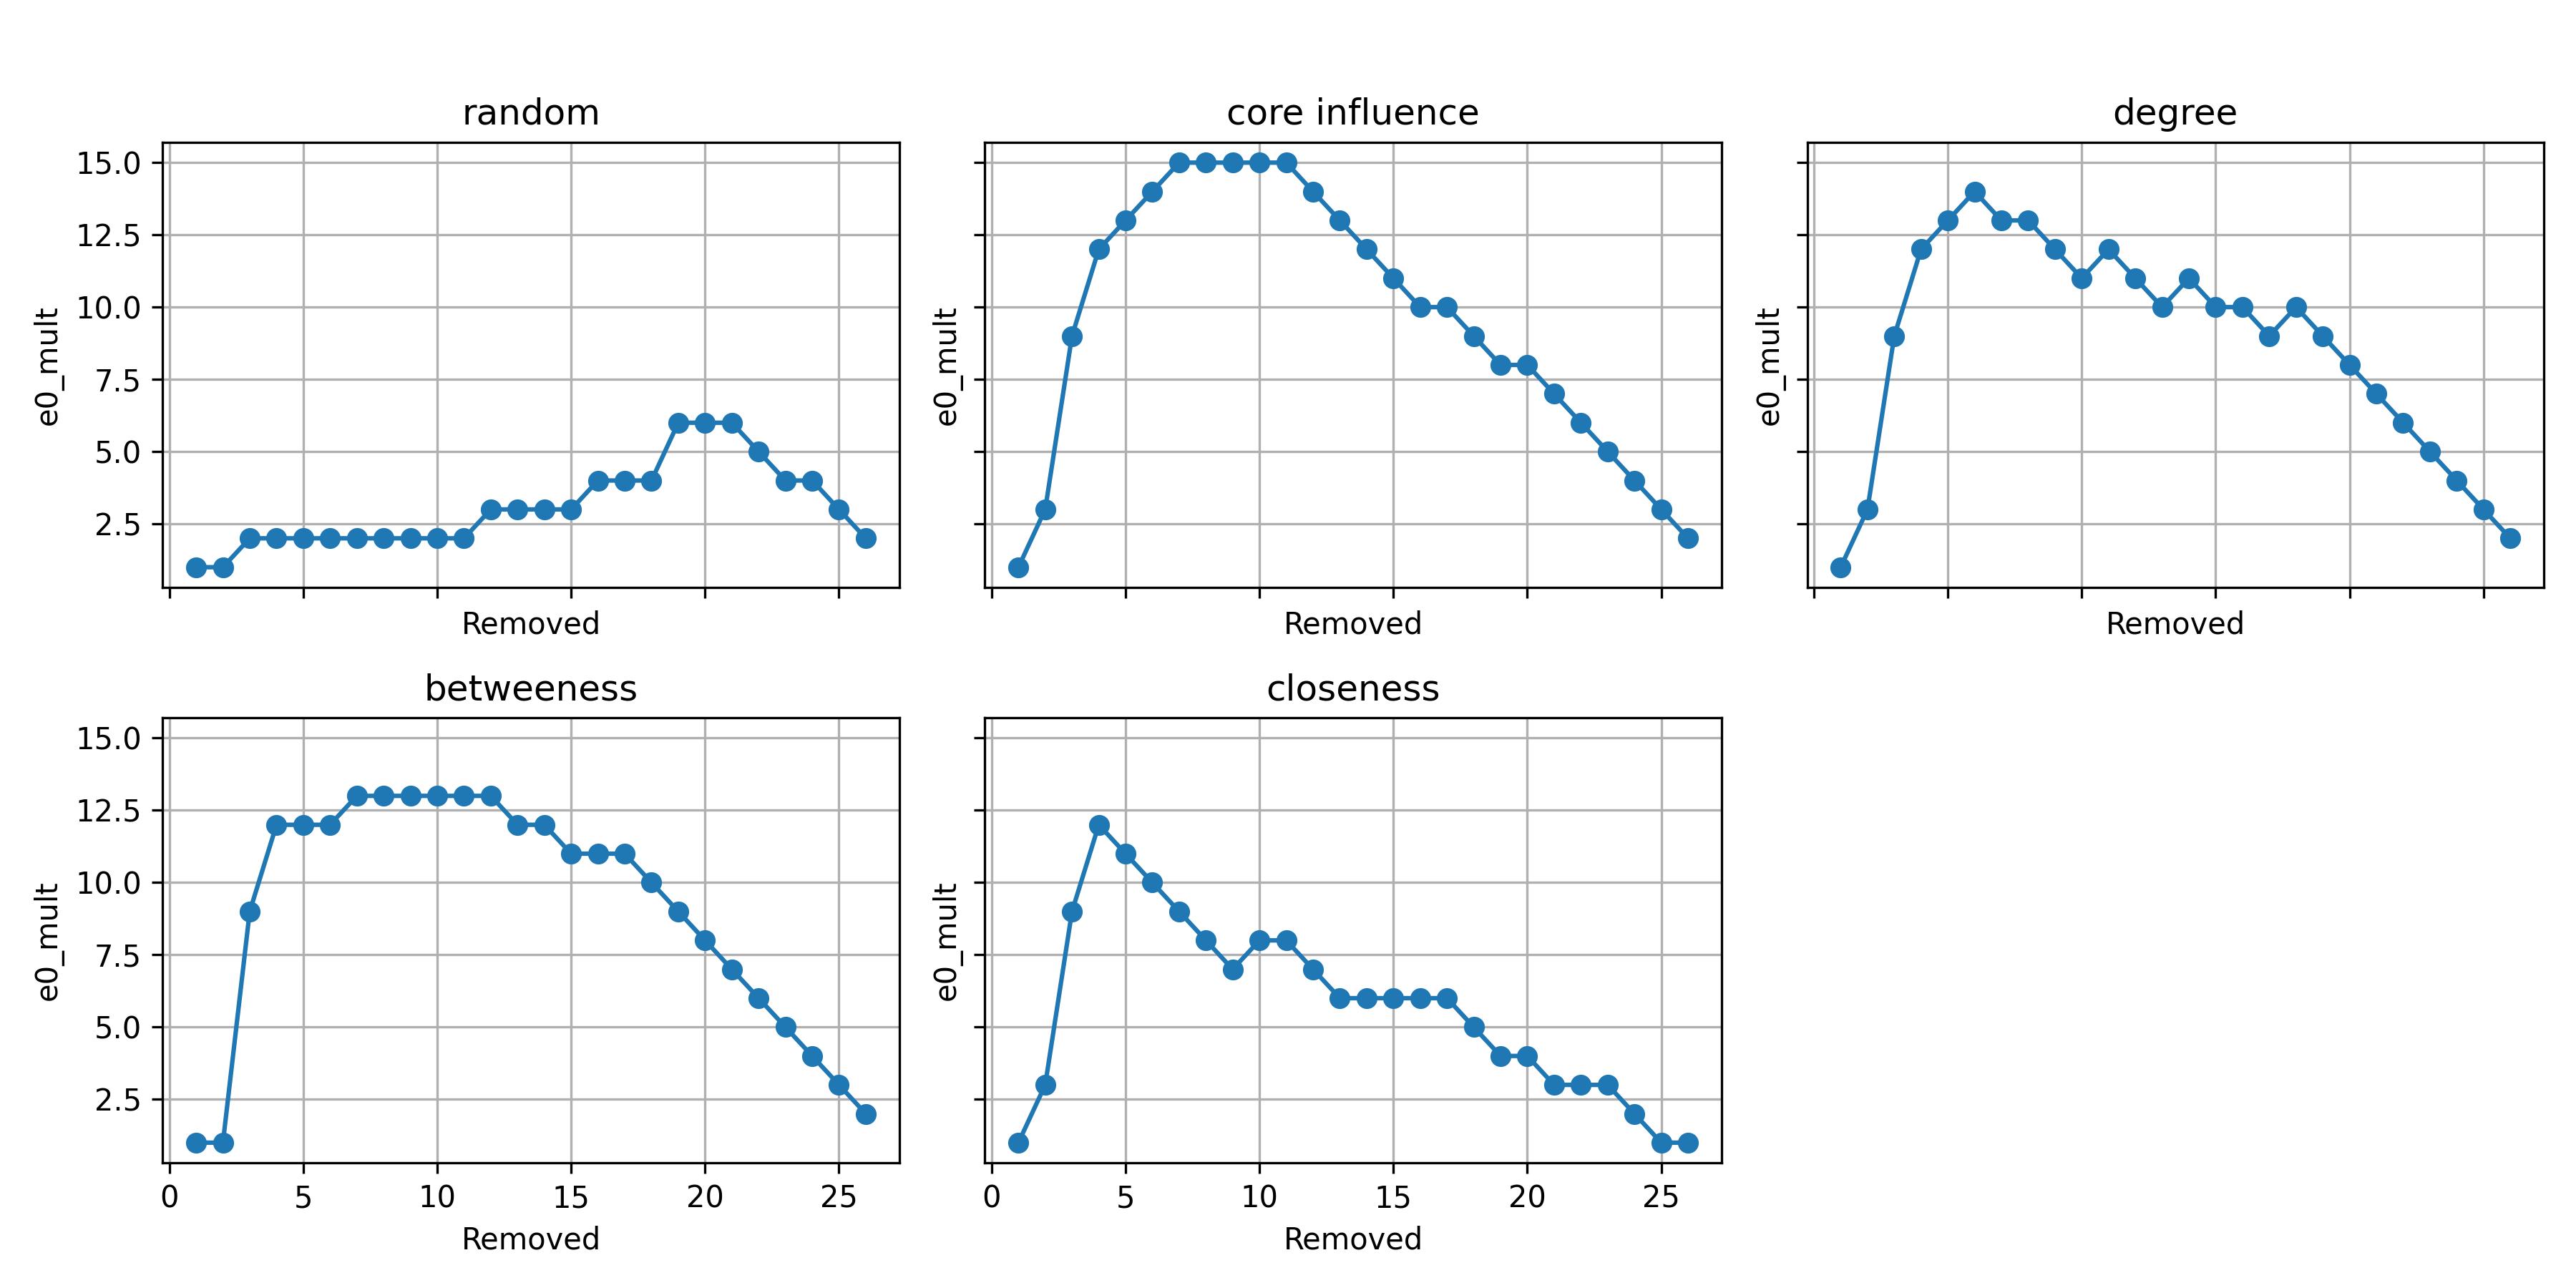 random
core influence
degree
15.0
12.5
10.0
7.5
5.0
2.5
e0_mult
e0_mult
e0_mult
Removed
Removed
Removed
betweeness
closeness
15.0
12.5
10.0
7.5
5.0
2.5
e0_mult
e0_mult
0 5 10 15 20 25
0 5 10 15 20 25
Removed
Removed